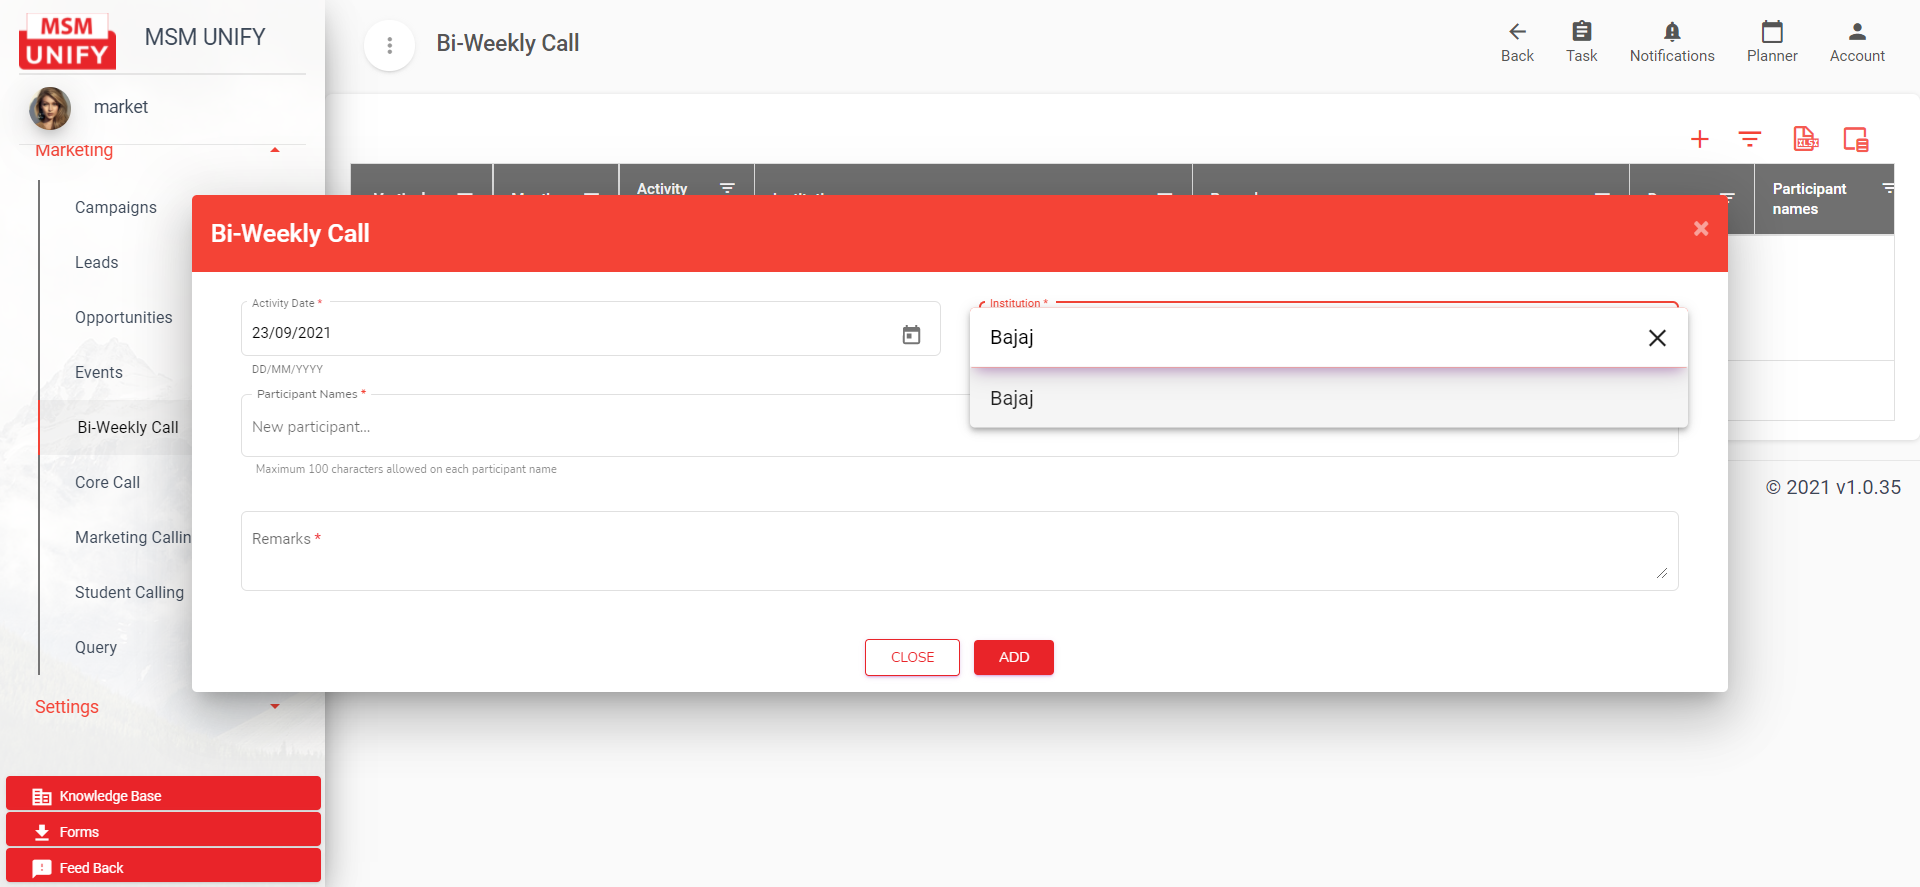 MSM
UNIFY
MSM UNIFY
Bi-Weekly Call
Back
Task
Notifications
Planner
Account
market
Marketing
Campaigns
Leads
Opportunities
Events
Bi-Weekly Call
Core Call
Marketing Callin
Student Calling
Query
Settings
Knowledge Base
Forms
Feed Back
XLSX
Activity
Participant
names
Bi-Weekly Call
×
Activity Date *
23/09/2021
DD/MM/YYYY
Institution *
Bajaj
Bajaj
Participant Names *
New participant...
Maximum 100 characters allowed on each participant name
Remarks *
CLOSE
ADD
© 2021 v1.0.35